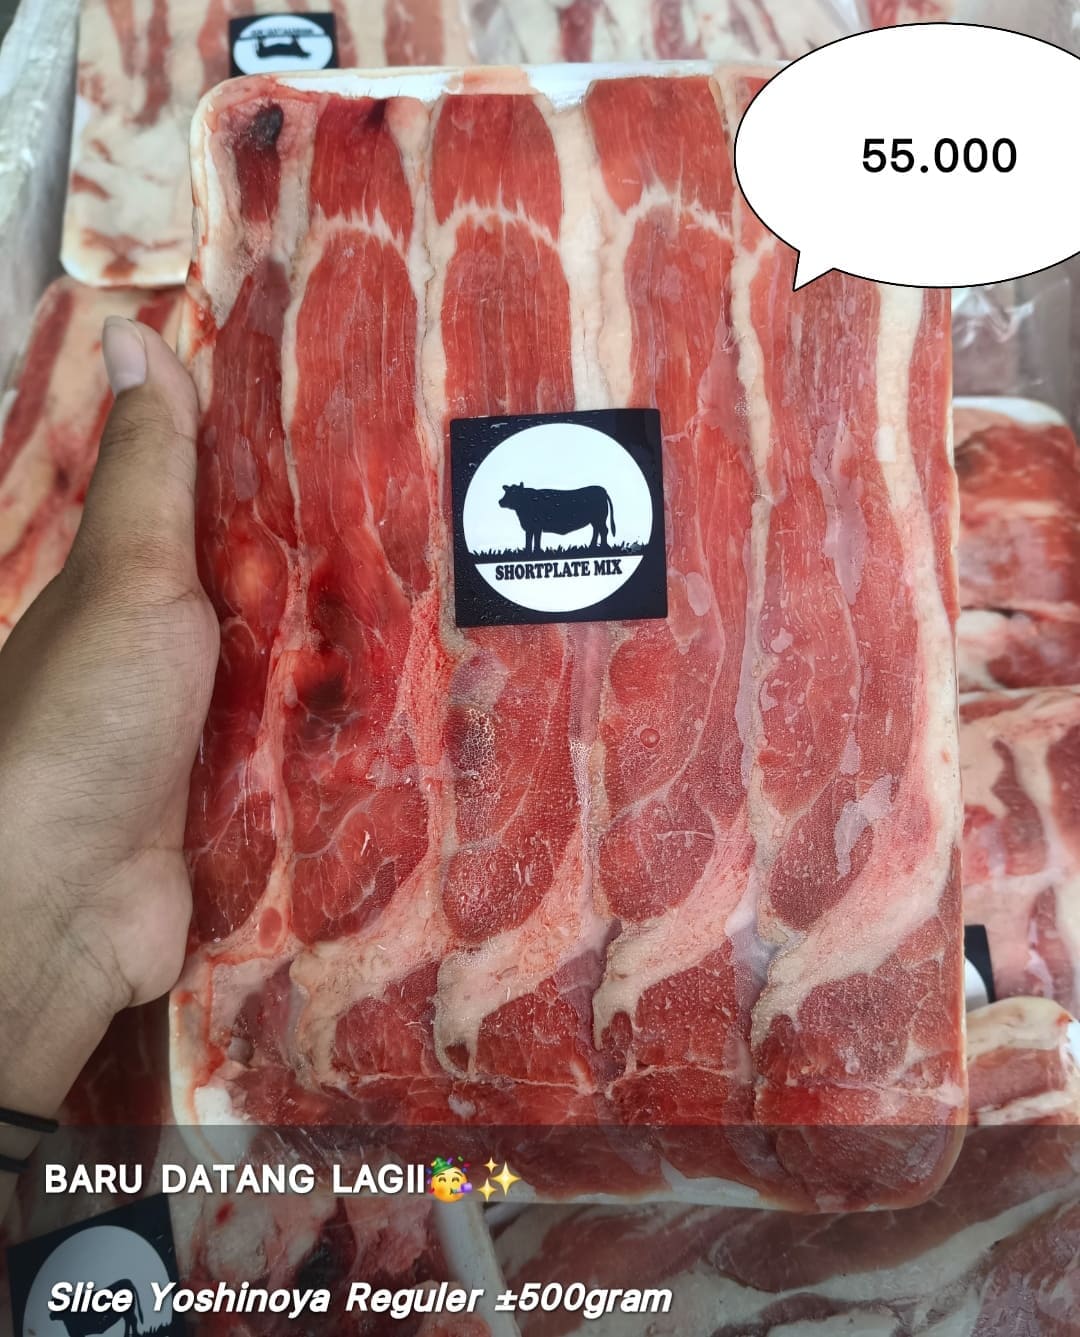 55.000
SHORTPLATE MIX
BARU DATANG LAGII🥳✨
Slice Yoshinoya Reguler ±500gram